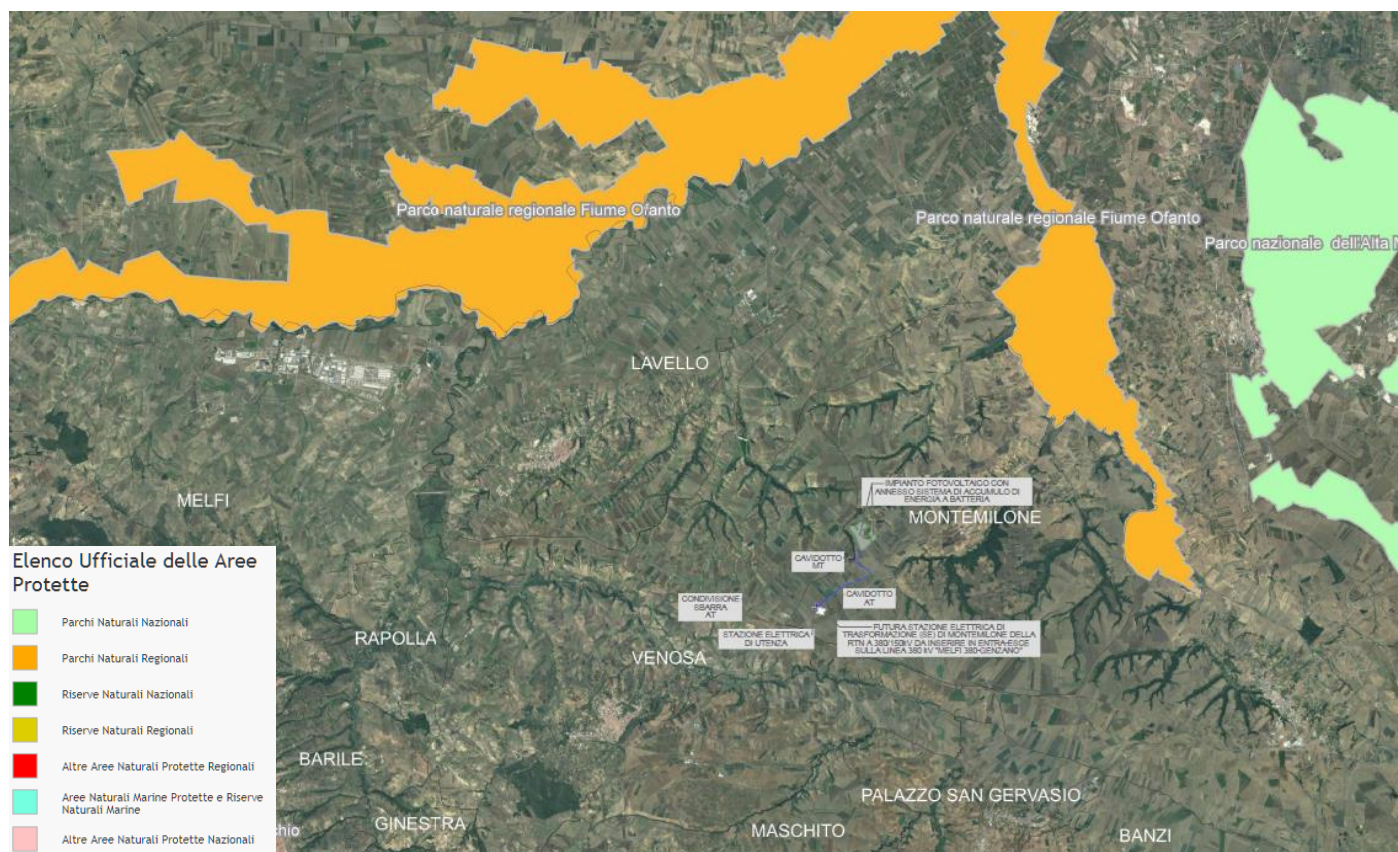 Parco naturale regionale Fiume Ofanto
Parco naturale regionale Fiume Ofanto
Parco nazionale dell'Alta
LAVELLO
IMPIANTO FOTOVOLTAICO CON
ANNESSO SISTEMA DI ACCUMULO DI
ENERGIA A BATTERIA
MELFI
MONTEMILONE
CAVIDOTTO
MT
CONDIVISIONE
SBARRA
AT
CAVIDOTTO
AT
STAZIONE ELETTRICA
DI UTENZA
FUTURA STAZIONE ELETTRICA DI
TRASFORMAZIONE (SE) DI MONTEMILONE DELLA
RTN A 380/150kV DA INSERIRE IN ENTRA-ESCE
SULLA LINEA 380 kV "MELFI 380-GENZANO"
RAPOLLA
VENOSA
BARILE
GINESTRA
MASCHITO
PALAZZO SAN GERVASIO
BANZI
Elenco Ufficiale delle Aree
Protette
Parchi Naturali Nazionali
Parchi Naturali Regionali
Riserve Naturali Nazionali
Riserve Naturali Regionali
Altre Aree Naturali Protette Regionali
Aree Naturali Marine Protette e Riserve
Naturali Marine
Altre Aree Naturali Protette Nazionali